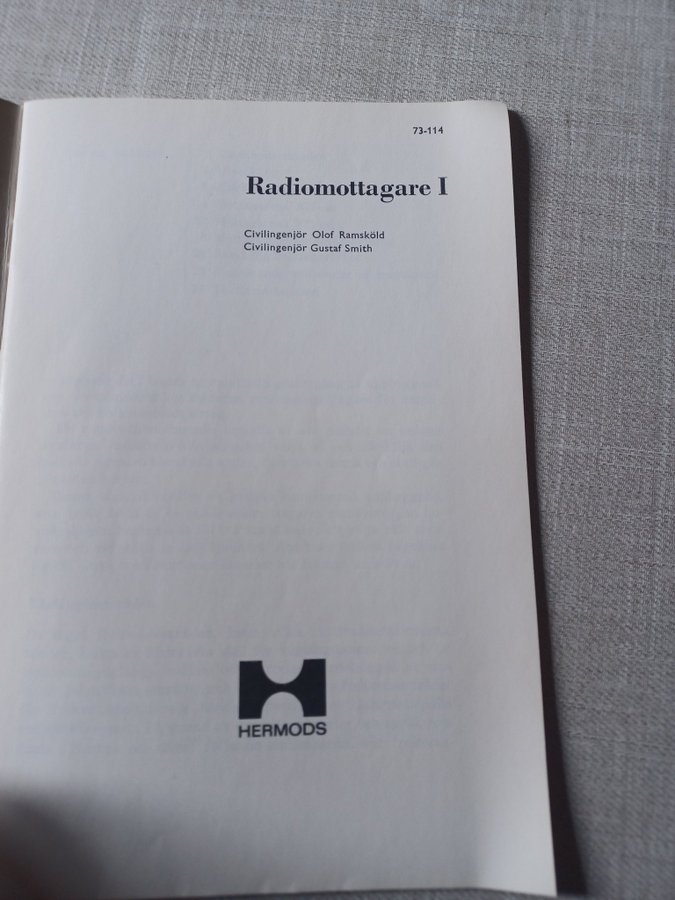 73-114
Radiomottagare I
Civilingenjör Olof Ramsköld
Civilingenjör Gustaf Smith
HERMODS